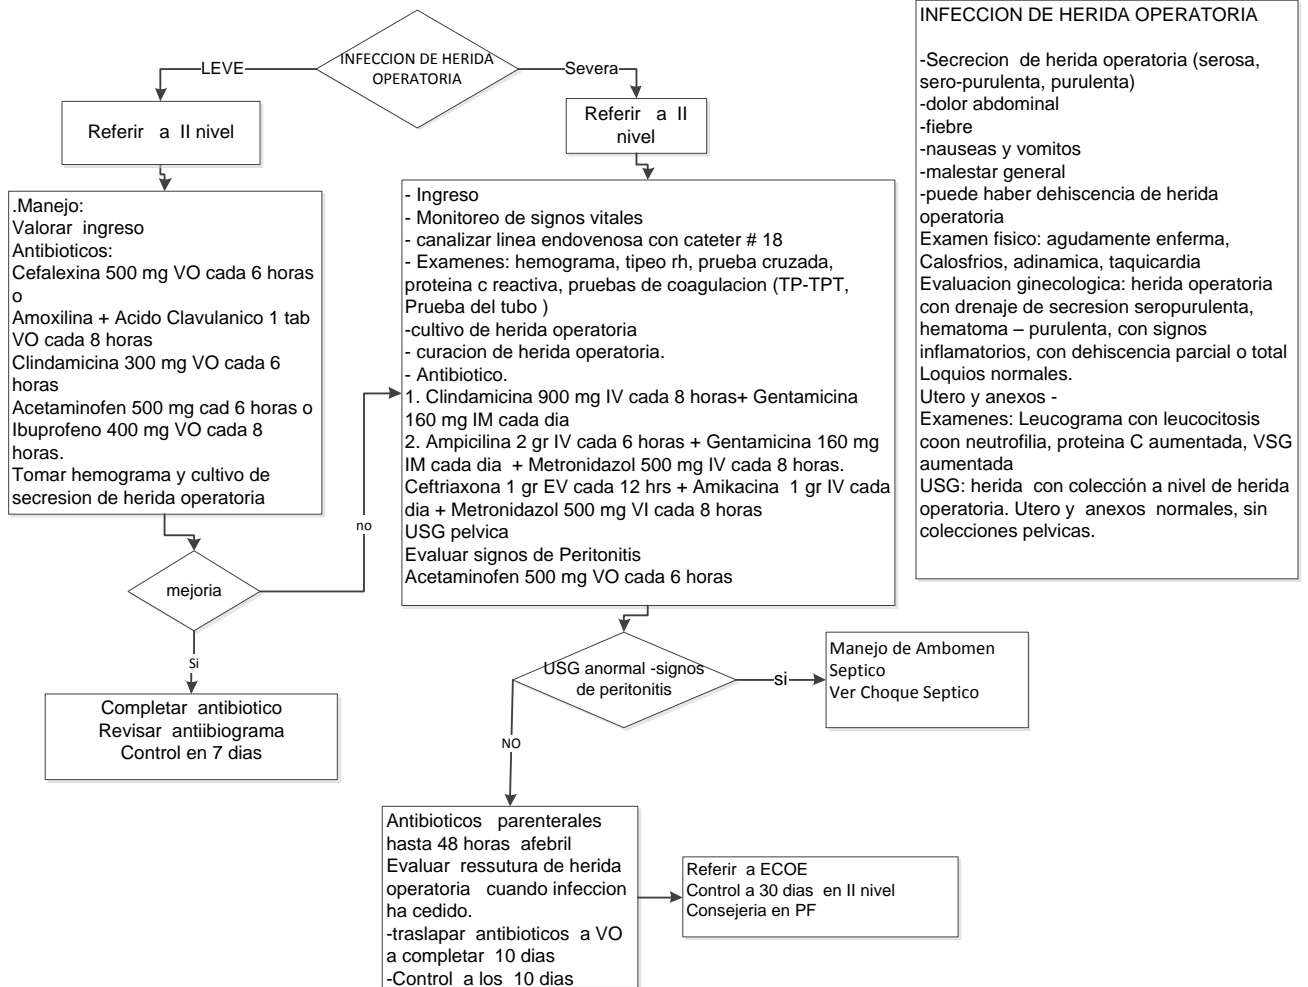 INFECCION DE HERIDA
OPERATORIA
LEVE
Severa
Referir a II nivel
Referir a II
nivel
.Manejo:
Valorar ingreso
Antibioticos:
Cefalexina 500 mg VO cada 6 horas
o
Amoxilina + Acido Clavulanico 1 tab
VO cada 8 horas
Clindamicina 300 mg VO cada 6
horas
Acetaminofen 500 mg cad 6 horas o
Ibuprofeno 400 mg VO cada 8
horas.
Tomar hemograma y cultivo de
secresion de herida operatoria
mejoria
no
Si
Completar antibiotico
Revisar antiibiograma
Control en 7 dias
- Ingreso
- Monitoreo de signos vitales
- canalizar linea endovenosa con cateter # 18
- Examenes: hemograma, tipeo rh, prueba cruzada,
proteina c reactiva, pruebas de coagulacion (TP-TPT,
Prueba del tubo )
-cultivo de herida operatoria
- curacion de herida operatoria.
- Antibiotico.
1. Clindamicina 900 mg IV cada 8 horas+ Gentamicina
160 mg IM cada dia
2. Ampicilina 2 gr IV cada 6 horas + Gentamicina 160 mg
IM cada dia + Metronidazol 500 mg IV cada 8 horas.
Ceftriaxona 1 gr EV cada 12 hrs + Amikacina 1 gr IV cada
dia + Metronidazol 500 mg VI cada 8 horas
USG pelvica
Evaluar signos de Peritonitis
Acetaminofen 500 mg VO cada 6 horas
USG anormal -signos
de peritonitis
si
Manejo de Ambomen
Septico
Ver Choque Septico
NO
Antibioticos parenterales
hasta 48 horas afebril
Evaluar ressutura de herida
operatoria cuando infeccion
ha cedido.
-traslapar antibioticos a VO
a completar 10 dias
-Control a los 10 dias
Referir a ECOE
Control a 30 dias en II nivel
Consejeria en PF
INFECCION DE HERIDA OPERATORIA
-Secrecion de herida operatoria (serosa,
sero-purulenta, purulenta)
-dolor abdominal
-fiebre
-nauseas y vomitos
-malestar general
-puede haber dehiscencia de herida
operatoria
Examen fisico: agudamente enferma,
Calosfrios, adinamica, taquicardia
Evaluacion ginecologica: herida operatoria
con drenaje de secresion seropurulenta,
hematoma – purulenta, con signos
inflamatorios, con dehiscencia parcial o total
Loquios normales.
Utero y anexos -
Examenes: Leucograma con leucocitosis
coon neutrofilia, proteina C aumentada, VSG
aumentada
USG: herida con colección a nivel de herida
operatoria. Utero y anexos normales, sin
colecciones pelvicas.